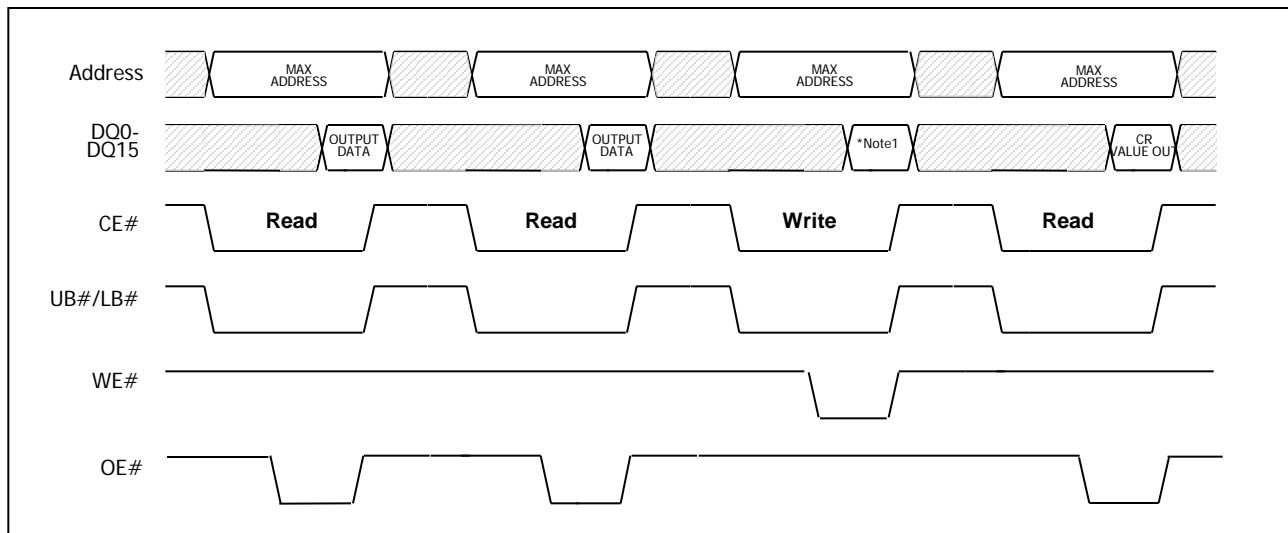 Address
MAX
ADDRESS
MAX
ADDRESS
MAX
ADDRESS
MAX
ADDRESS
DQ0-
DQ15
OUTPUT
DATA
OUTPUT
DATA
*Note1
CR
VALUE OUT
CE#
Read
Read
Write
Read
UB#/LB#
WE#
OE#